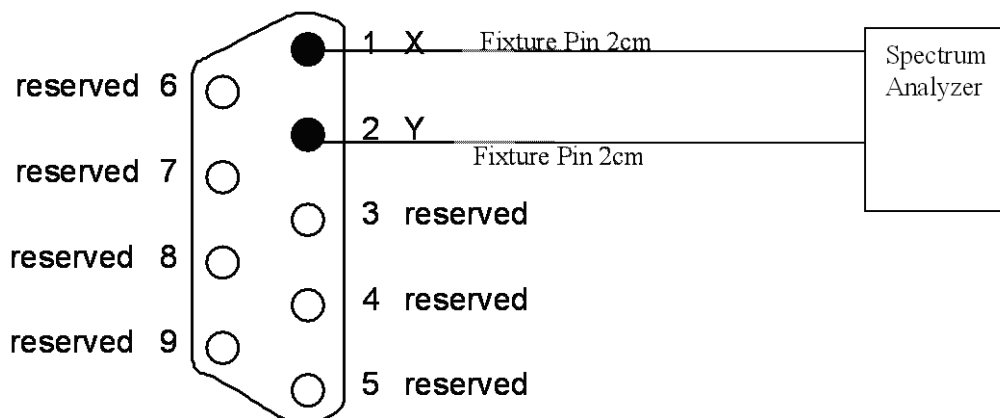 1 X Fixture Pin 2cm
Spectrum
Analyzer
reserved 6
2 Y
Fixture Pin 2cm
reserved 7
3 reserved
reserved 8
4 reserved
reserved 9
5 reserved